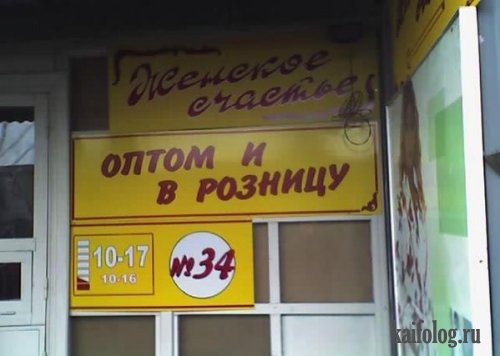 Женское
счастье
ОПТОМ И
В РОЗНИЦУ
10-17
10-16
№34
kaifolog.ru